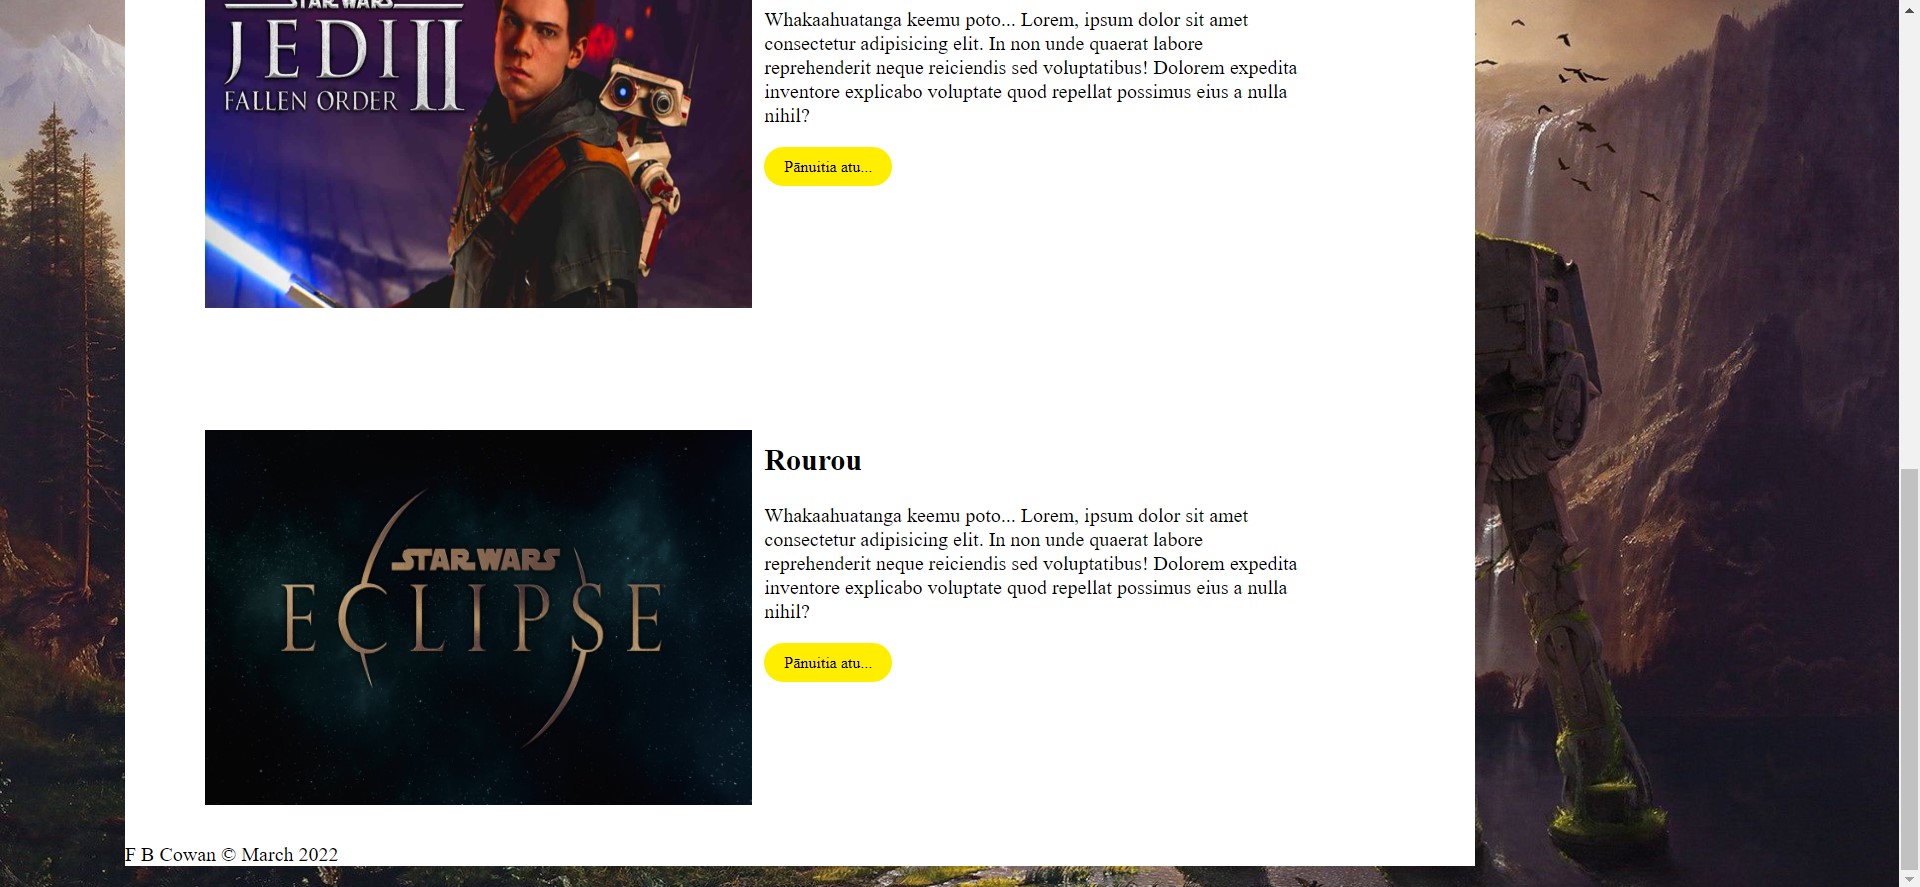 STAR WARS
JEDI II
FALLEN ORDER
Whakaahuatanga keemu poto... Lorem, ipsum dolor sit amet
consectetur adipisicing elit. In non unde quaerat labore
reprehenderit neque reiciendis sed voluptatibus! Dolorem expedita
inventore explicabo voluptate quod repellat possimus eius a nulla
nihil?
Pānuitia atu...
STAR WARS
ECLIPSE
Rourou
Whakaahuatanga keemu poto... Lorem, ipsum dolor sit amet
consectetur adipisicing elit. In non unde quaerat labore
reprehenderit neque reiciendis sed voluptatibus! Dolorem expedita
inventore explicabo voluptate quod repellat possimus eius a nulla
nihil?
Pānuitia atu...
F B Cowan © March 2022